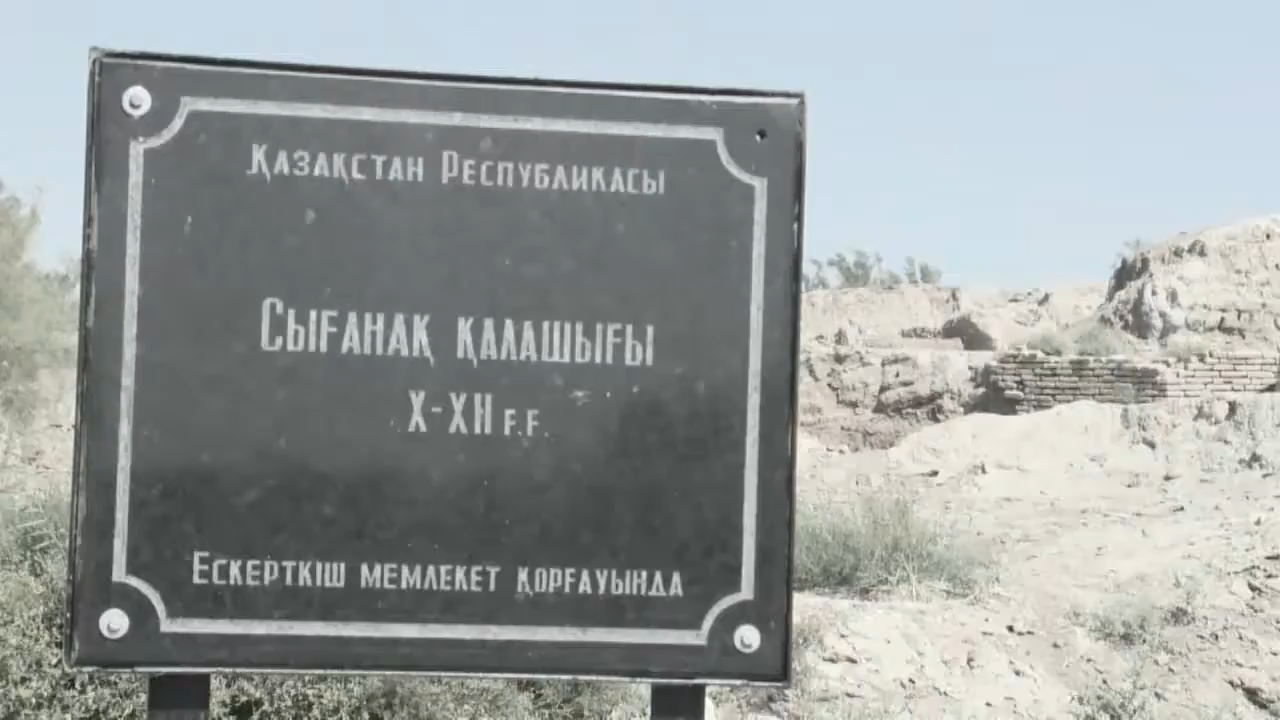 Қазақстан Республикасы
Сығанақ қалашығы
X-XII ғ.ғ.
Ескерткіш мемлекет қорғауында